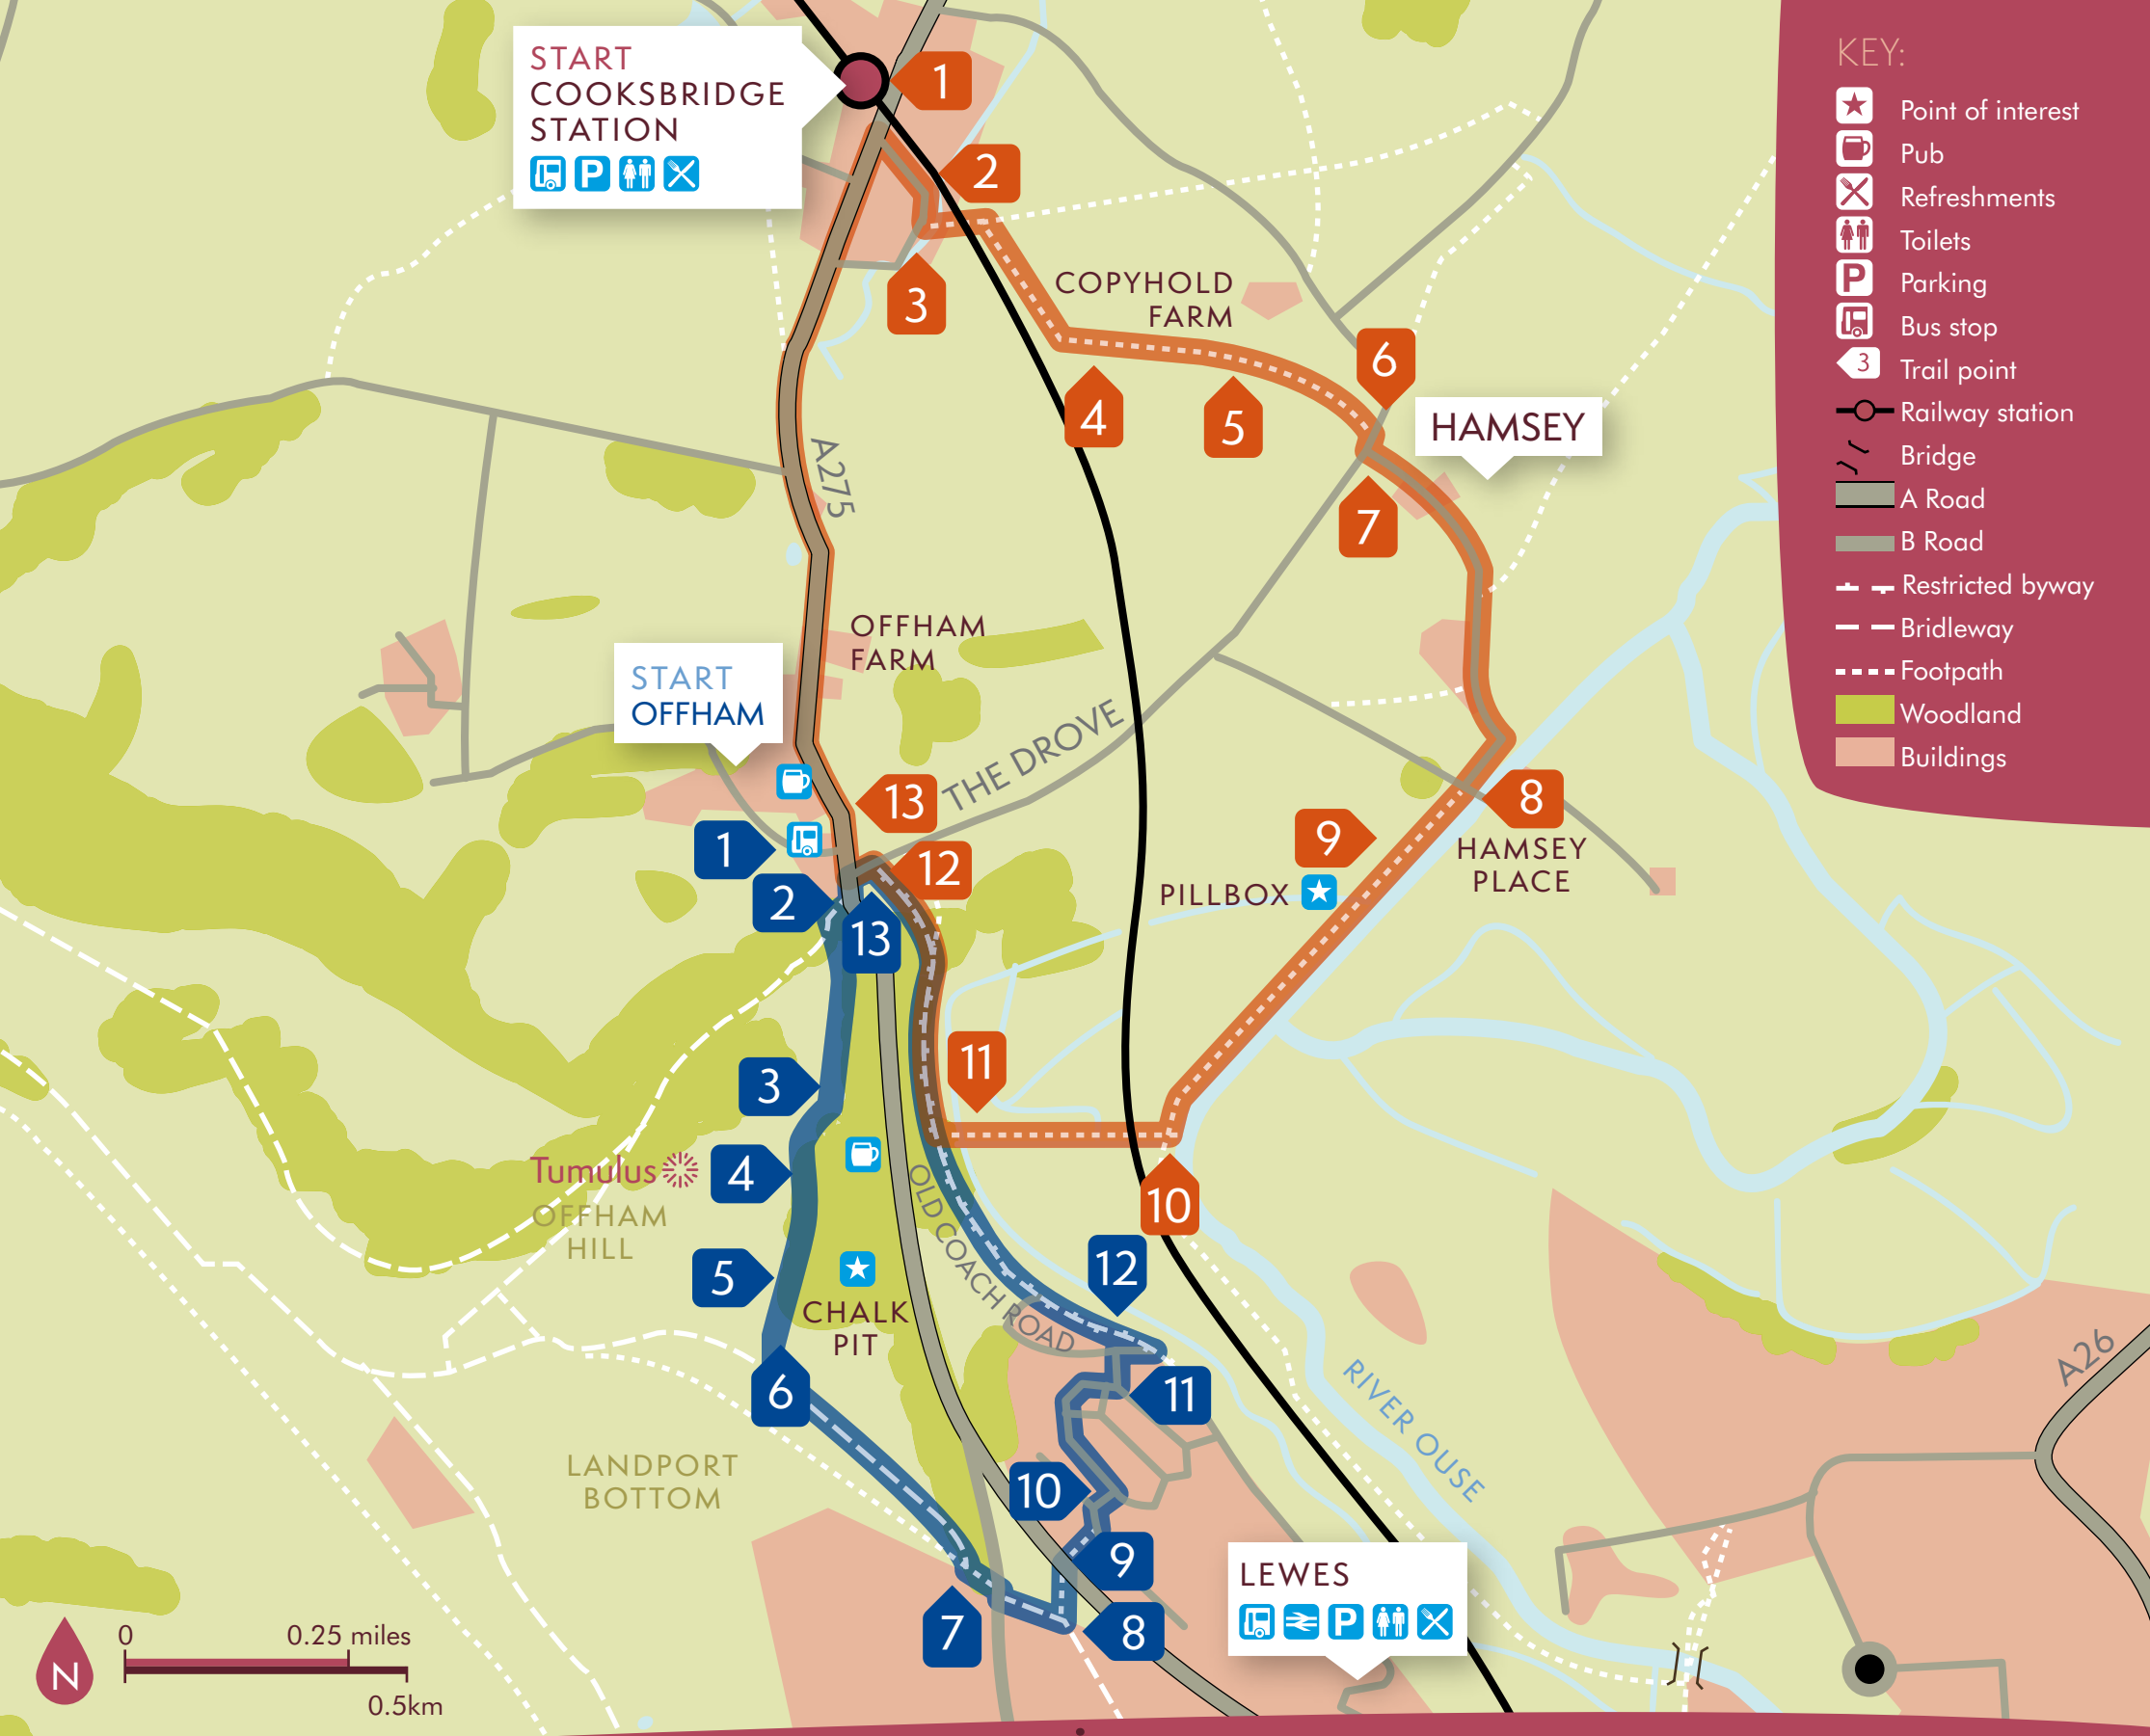 START
COOKSBRIDGE
STATION
P
1
2
3
COPYHOLD
FARM
4
5
6
HAMSEY
7
A275
OFFHAM
FARM
START
OFFHAM
THE DROVE
13
12
8
HAMSEY
PLACE
9
PILLBOX
11
10
1
2
13
3
4
Tumulus
OFFHAM
HILL
5
CHALK
PIT
OLD COACH ROAD
12
6
11
LANDPORT
BOTTOM
10
9
7
8
RIVER OUSE
A26
LEWES
P
N
0
0.25 miles
0.5km
KEY:
Point of interest
Pub
Refreshments
Toilets
P Parking
Bus stop
3 Trail point
Railway station
Bridge
A Road
B Road
Restricted byway
Bridleway
Footpath
Woodland
Buildings